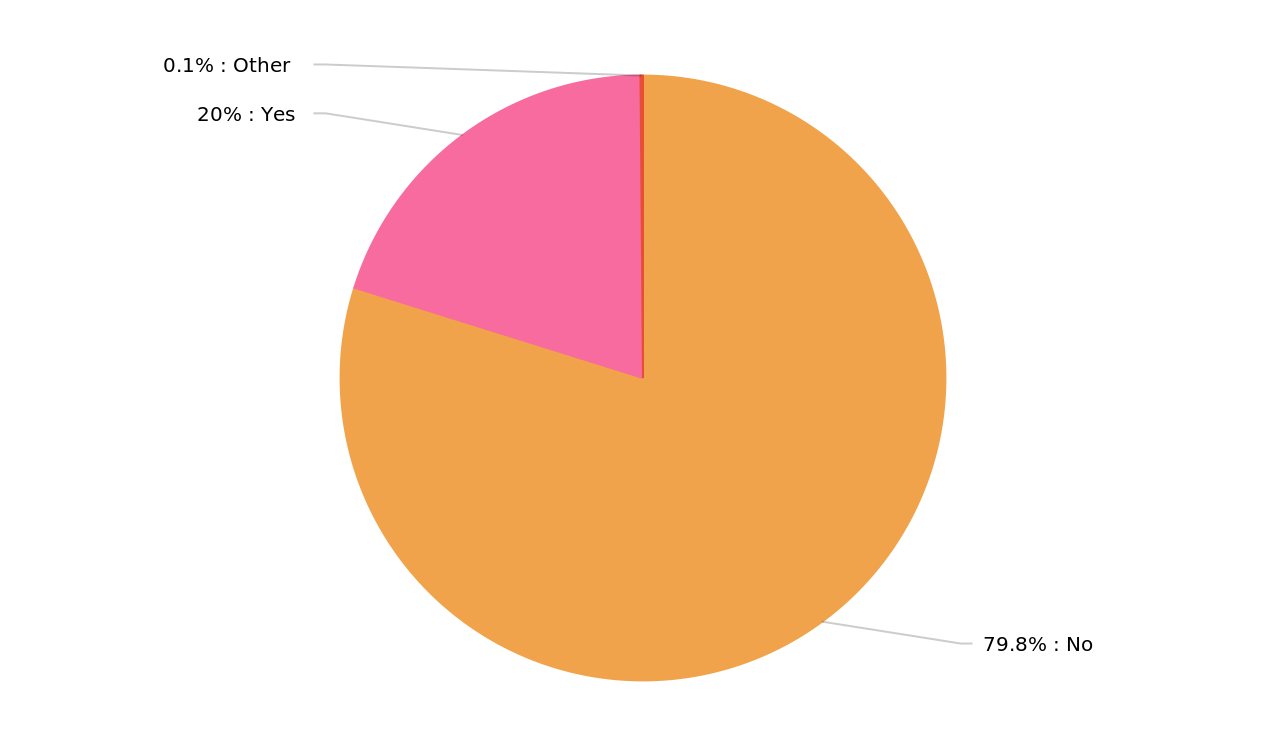 0.1% : Other
20% : Yes
79.8% : No